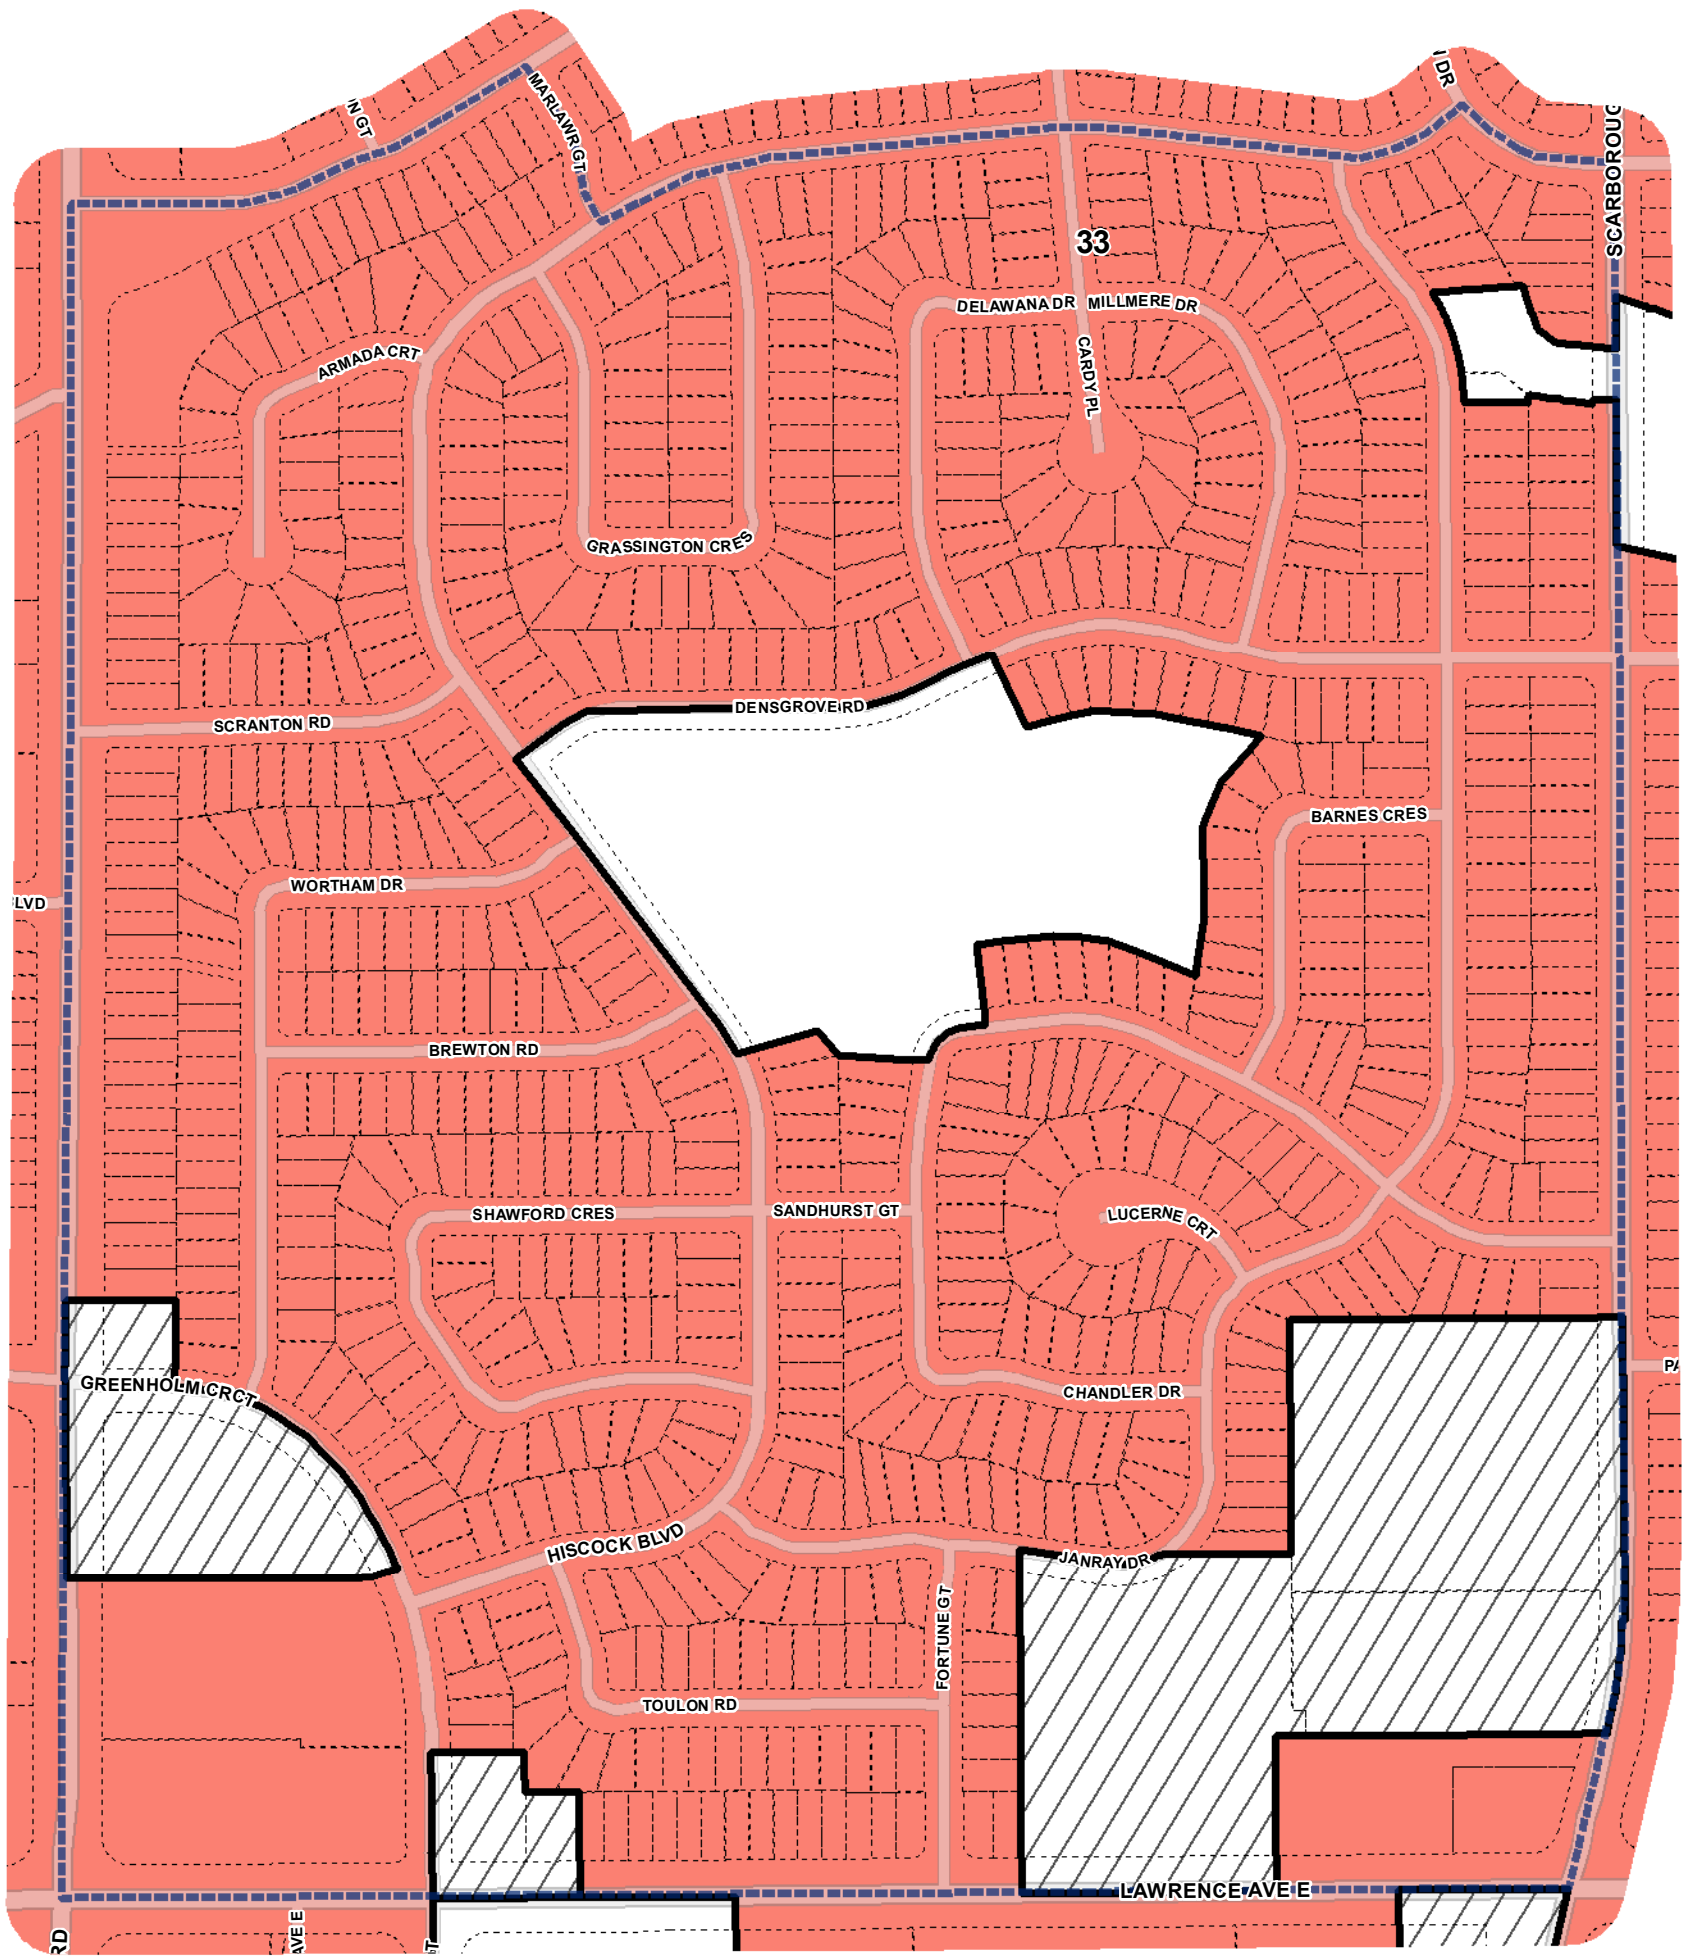 DR
N GT
MARLAWR GT
SCAROROUG
33
DELAWANA DR
MILLMERE DR
ARMADA CRT
CARDY PL
GRASSINGTON CRES
DENSGROVE RD
SCRANTON RD
BARNES CRES
WORTHAM DR
LVD
BREWTON RD
SHAWFORD CRES
SANDHURST GT
LUCERNE CRT
PA
GREENHOLM CRCT
CHANDLER DR
HISCOCK BLVD
JANRAY DR
FORTUNE GT
TOULON RD
LAWRENCE AVE E
RD
AVE E
T